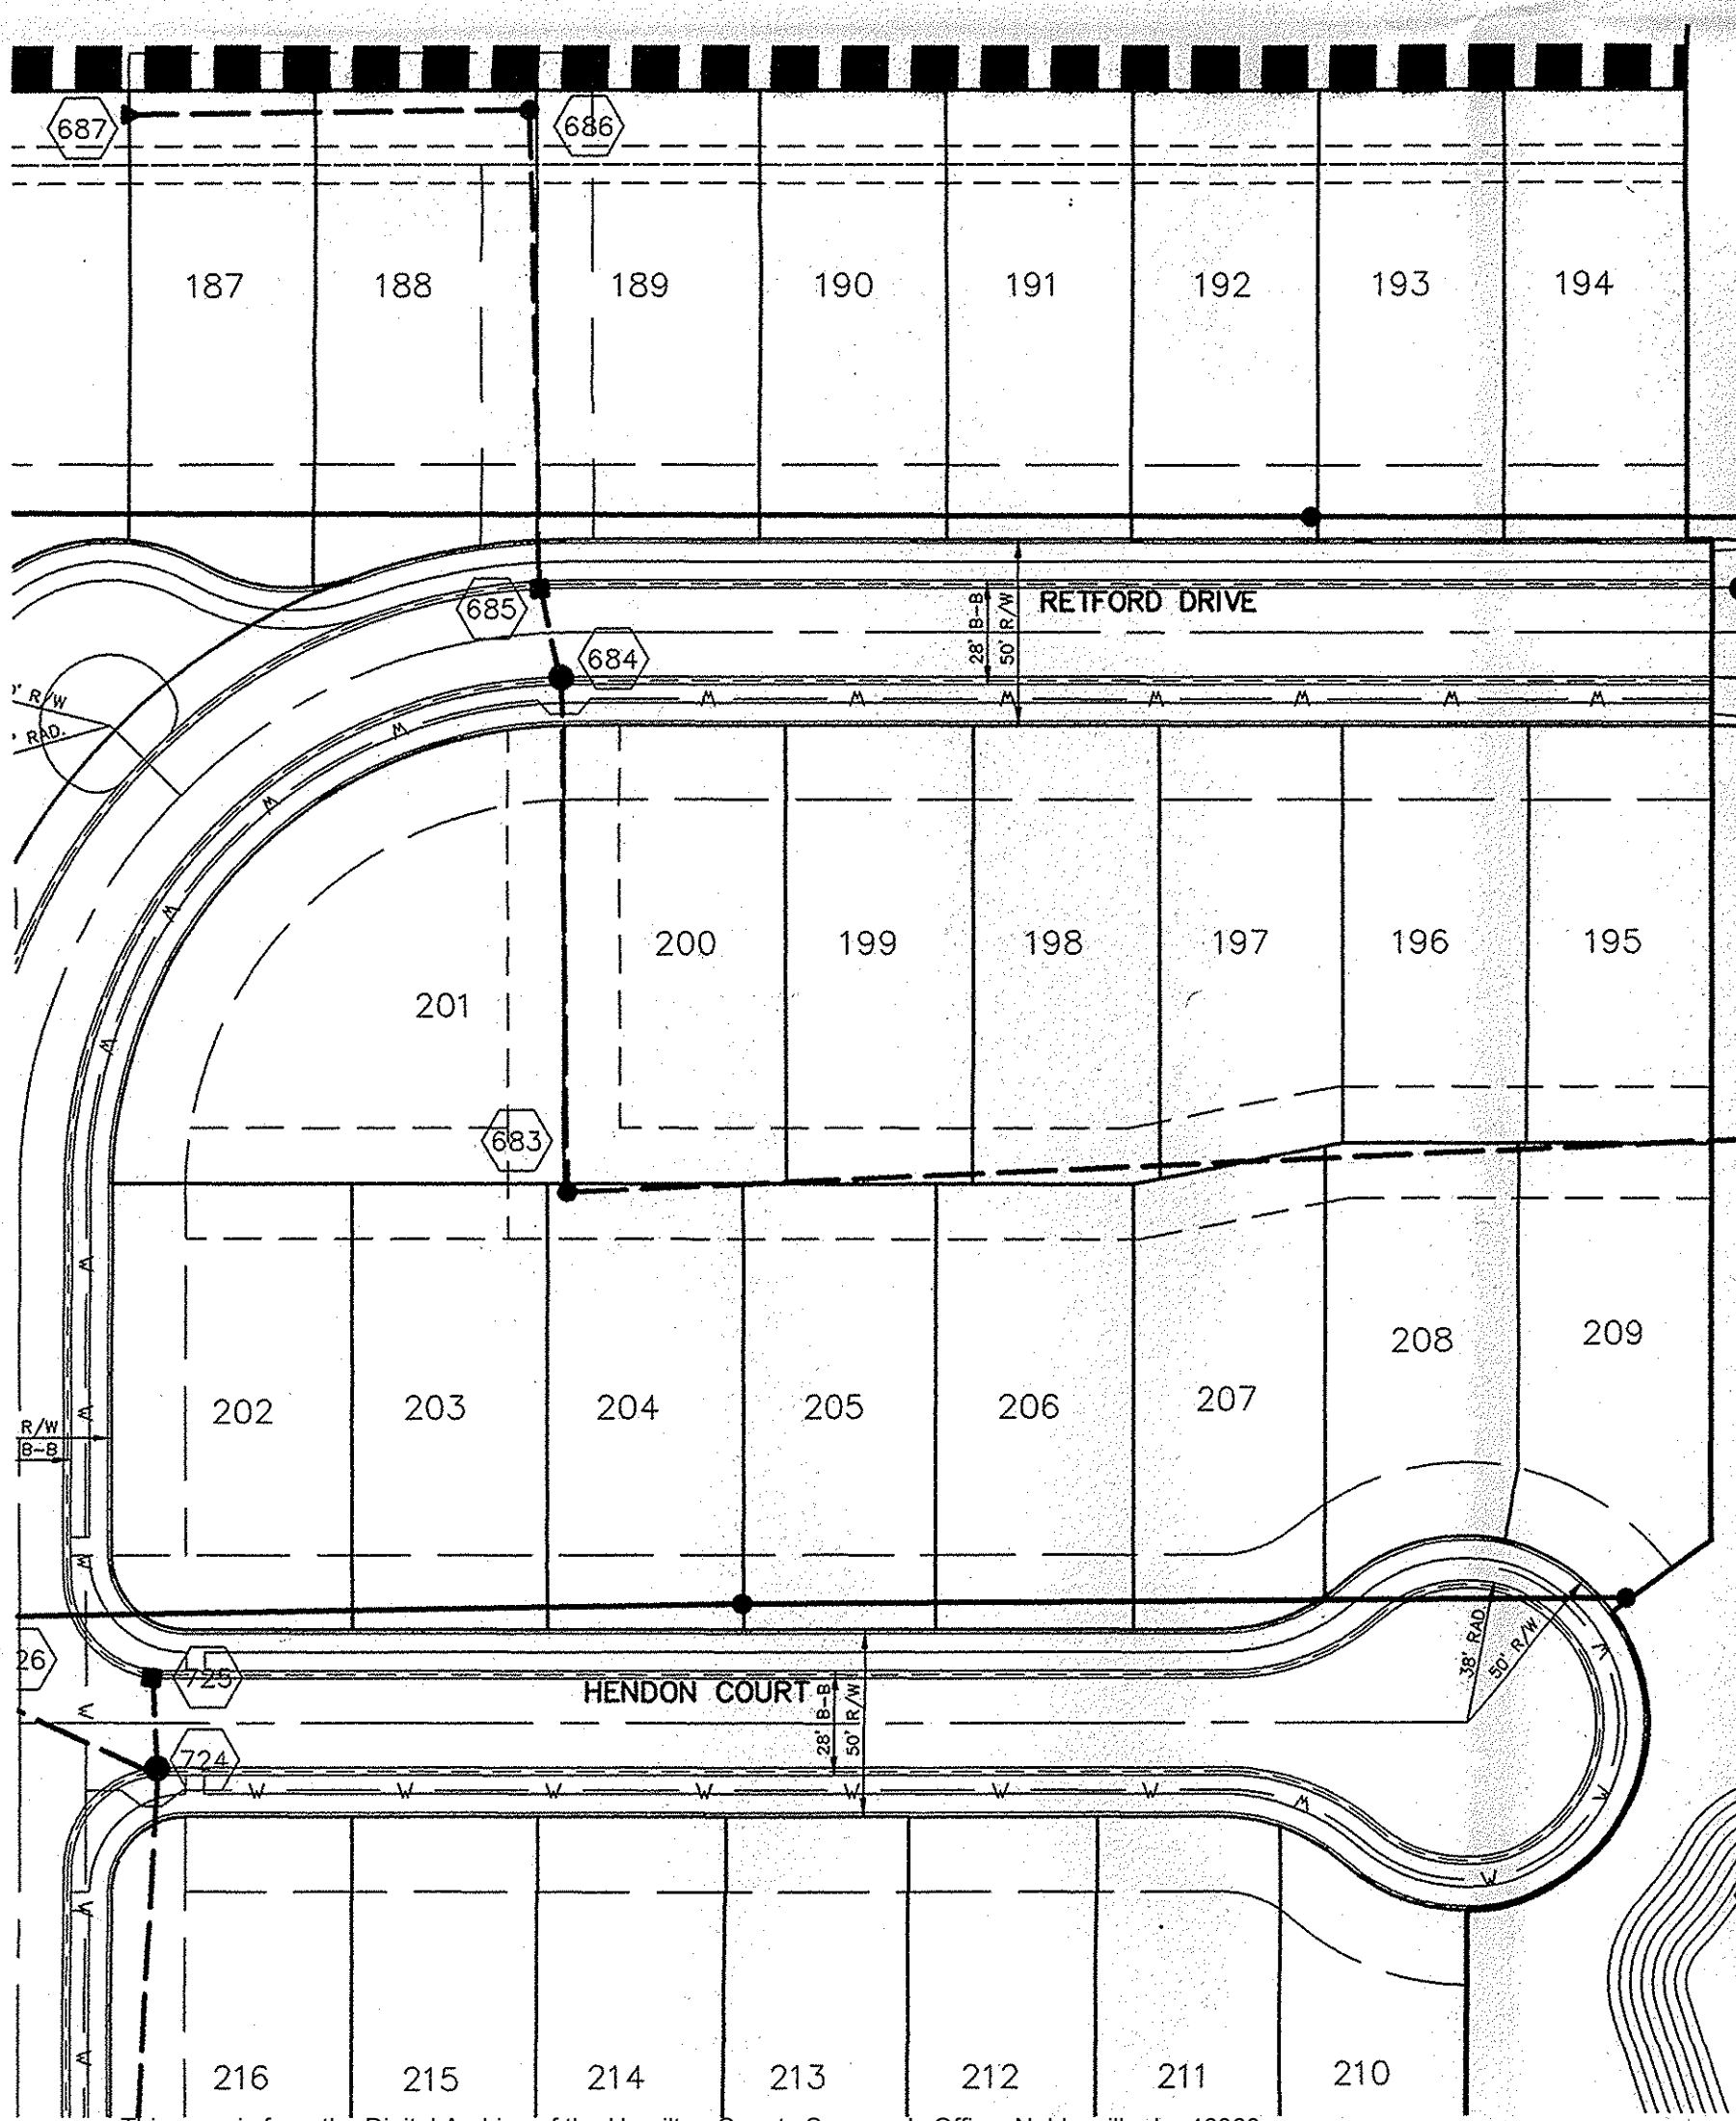 687
686
187
188
189
190
191
192
193
194
685
684
RETFORD DRIVE
28' B-B
50' R/W
' R/W
' RAD.
W W W W W W W
W
W
W
W
201
200
199
198
197
196
195
683
202
203
204
205
206
207
208
209
W
W
W
R/W
B-B
26
725
HENDON COURT
28' B-B
50' R/W
38' RAD.
50' R/W
W
W
724
W W W W W W W
W
W
W
W
W
216
215
214
213
212
211
210